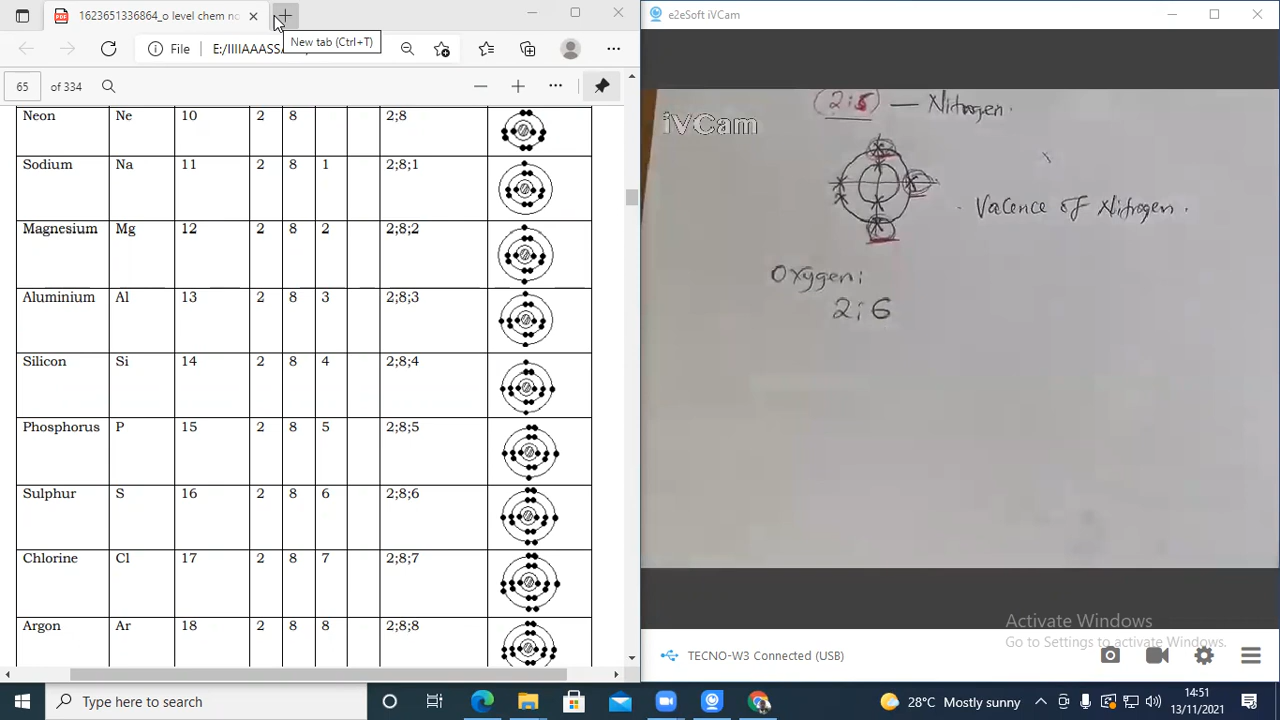 1623651336864_o level chem no
e2eSoft iVCam
New tab (Ctrl+T)
File
E:/IIIIAAASSA
65
of 334
Neon Ne 10 2 8 2;8
Sodium Na 11 2 8 1 2;8;1
Magnesium Mg 12 2 8 2 2;8;2
Aluminium Al 13 2 8 3 2;8;3
Silicon Si 14 2 8 4 2;8;4
Phosphorus P 15 2 8 5 2;8;5
Sulphur S 16 2 8 6 2;8;6
Chlorine Cl 17 2 8 7 2;8;7
Argon Ar 18 2 8 8 2;8;8
iVCam
2:5 — Nitrogen.
Valence of Nitrogen.
Oxygen:
2:6
Activate Windows
Go to Settings to activate Windows.
TECNO-W3 Connected (USB)
Type here to search
28°C Mostly sunny
14:51
13/11/2021